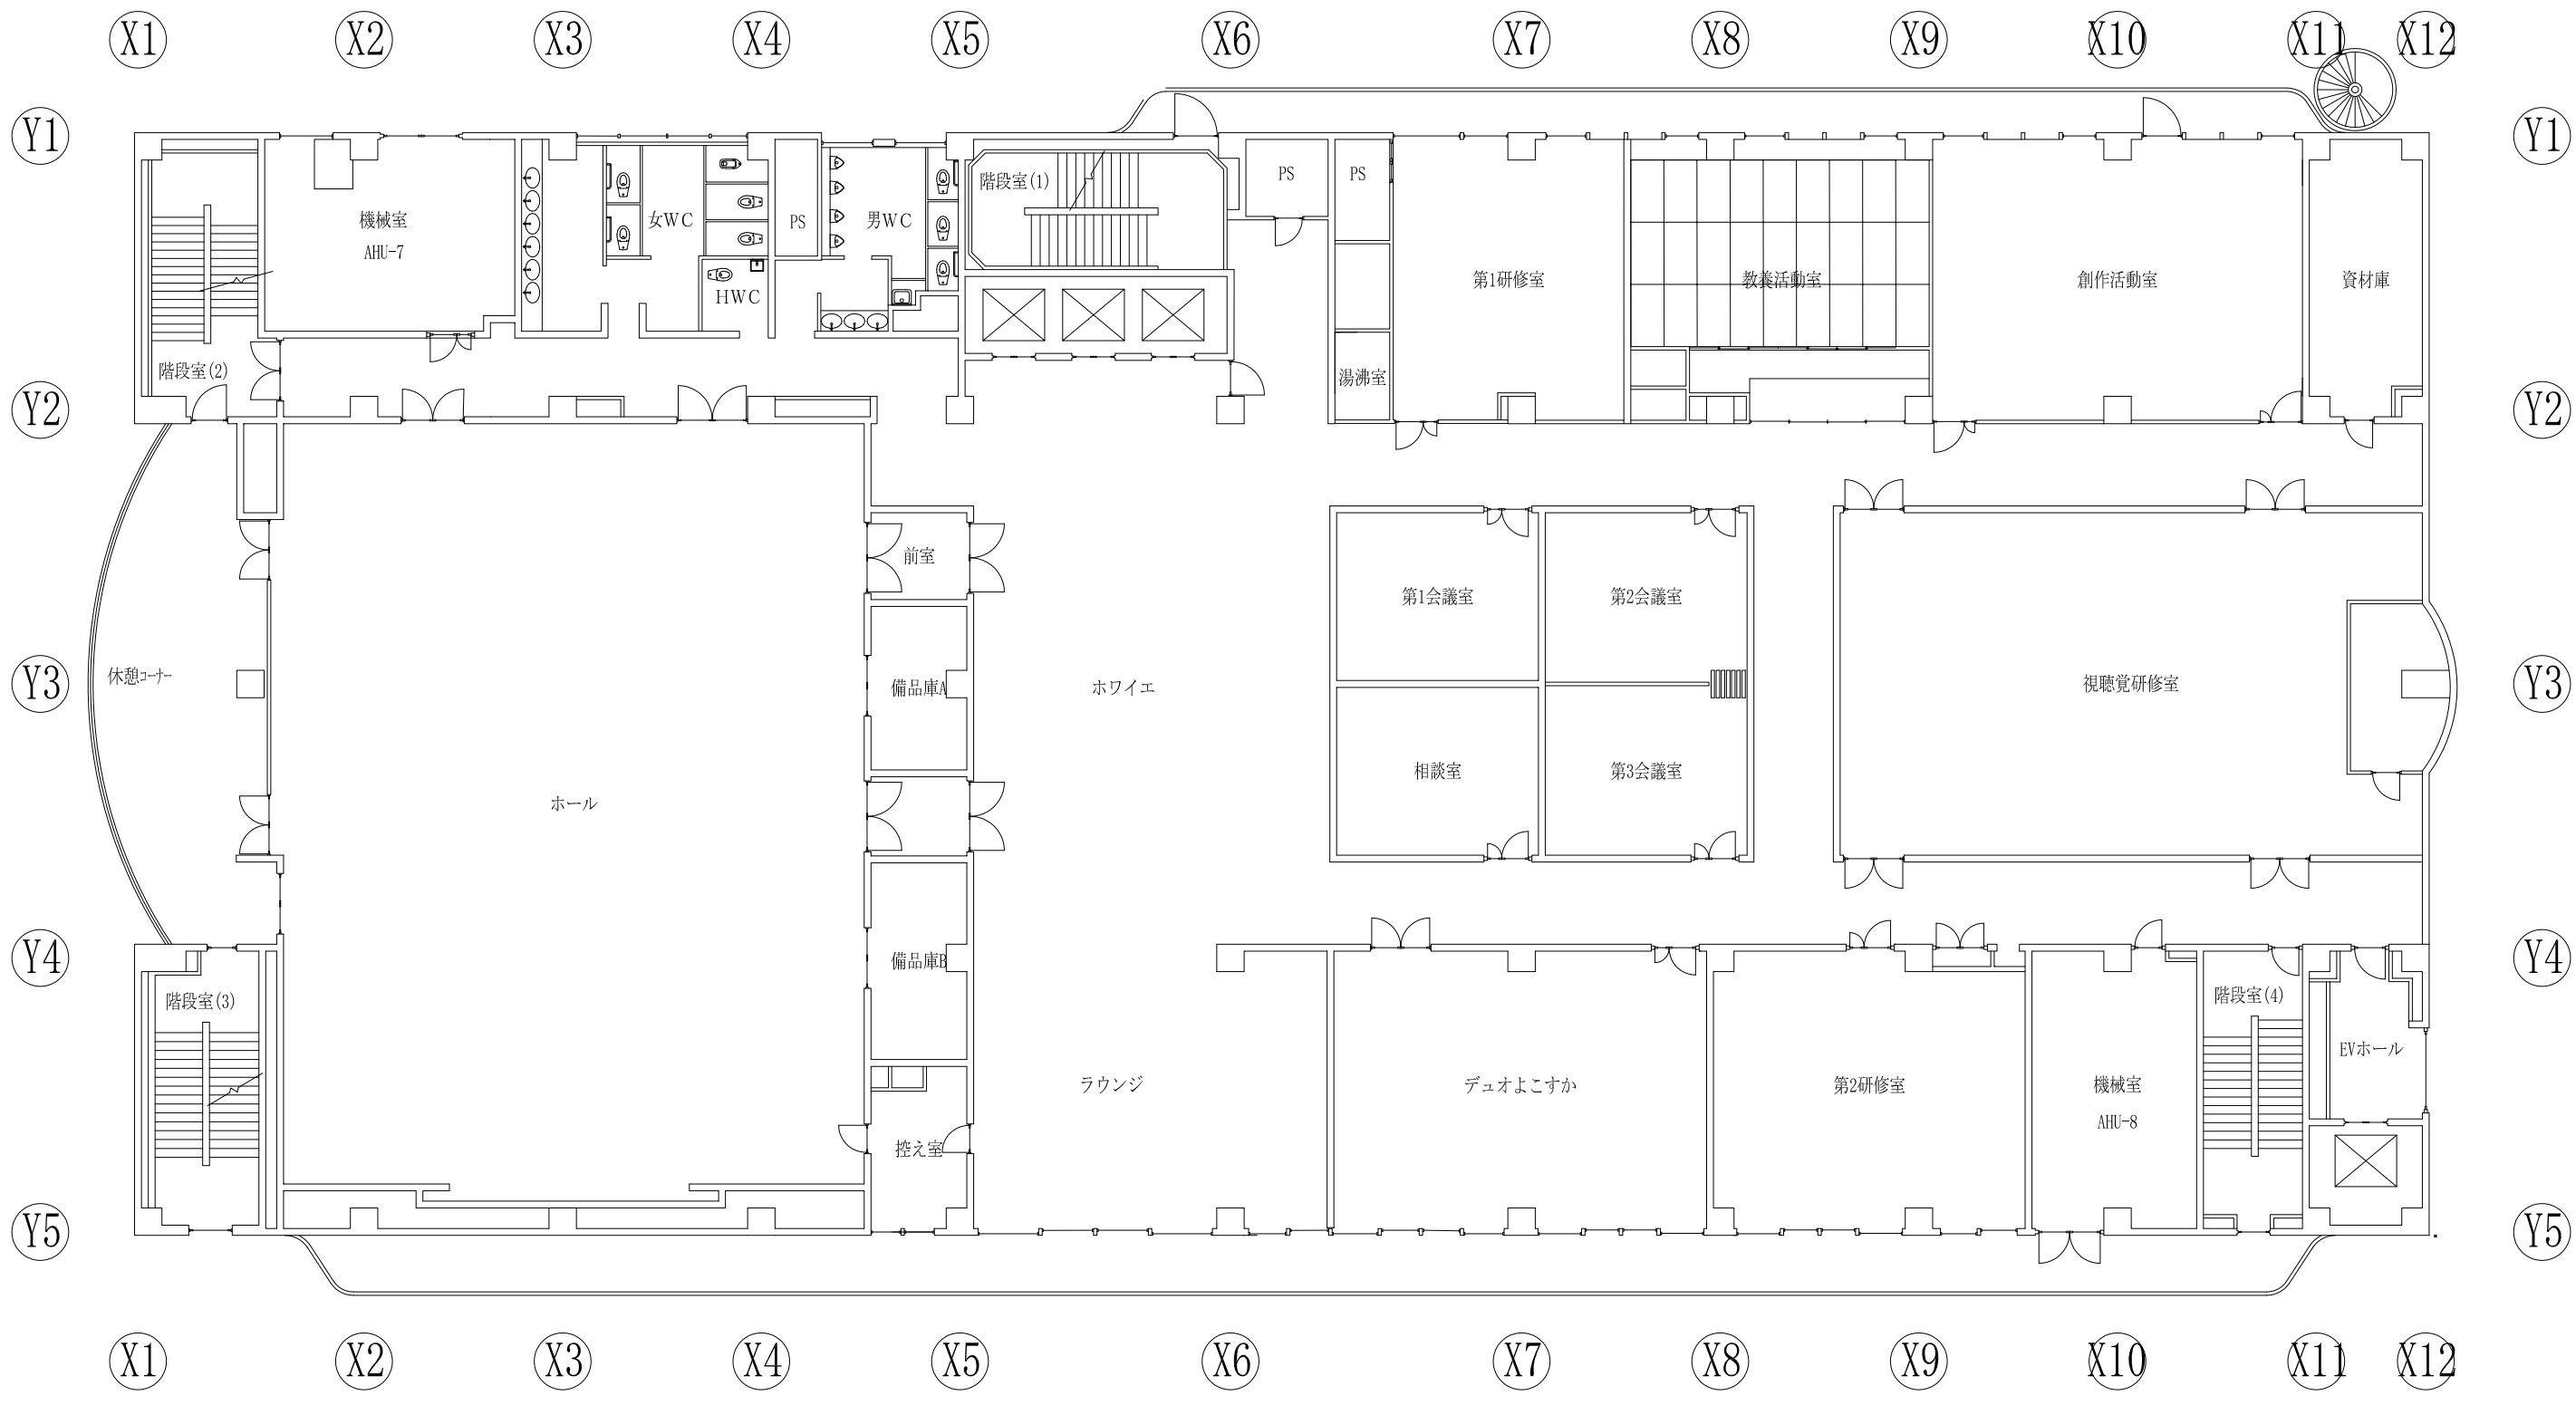 X1 X2 X3 X4 X5 X6 X7 X8 X9 X10 X11 X12
Y1 Y1
PS PS
階段室(1)
機械室 女WC PS 男WC
AHU-7
第1研修室 教養活動室 創作活動室 資材庫
HWC
階段室(2) 湯沸室
Y2 Y2
前室
第1会議室 第2会議室
休憩コーナー
Y3 備品庫A ホワイエ 視聴覚研修室 Y3
相談室 第3会議室
ホール
Y4 備品庫B Y4
階段室(3) 階段室(4)
EVホール
ラウンジ デュオよこすか 第2研修室 機械室
AHU-8
控え室
Y5 Y5
X1 X2 X3 X4 X5 X6 X7 X8 X9 X10 X11 X12